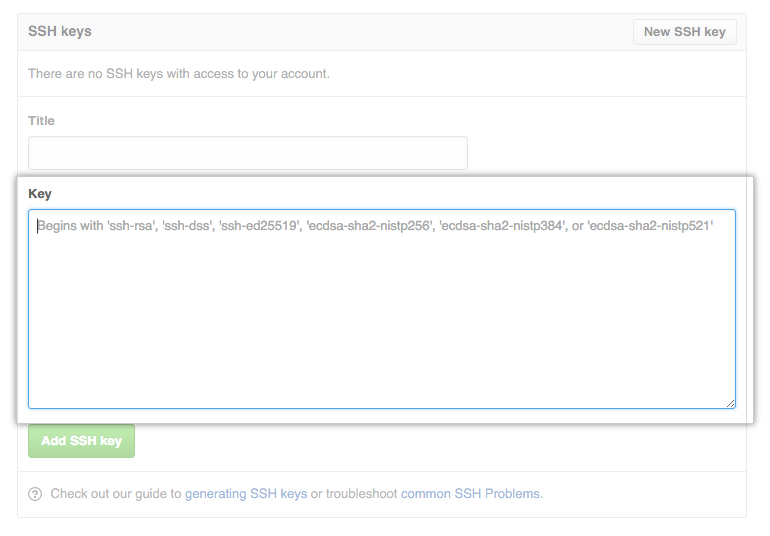 SSH keys
New SSH key
There are no SSH keys with access to your account.
Title
Key
Begins with 'ssh-rsa', 'ssh-dss', 'ssh-ed25519', 'ecdsa-sha2-nistp256', 'ecdsa-sha2-nistp384', or 'ecdsa-sha2-nistp521'
Add SSH key
? Check out our guide to generating SSH keys or troubleshoot common SSH Problems.